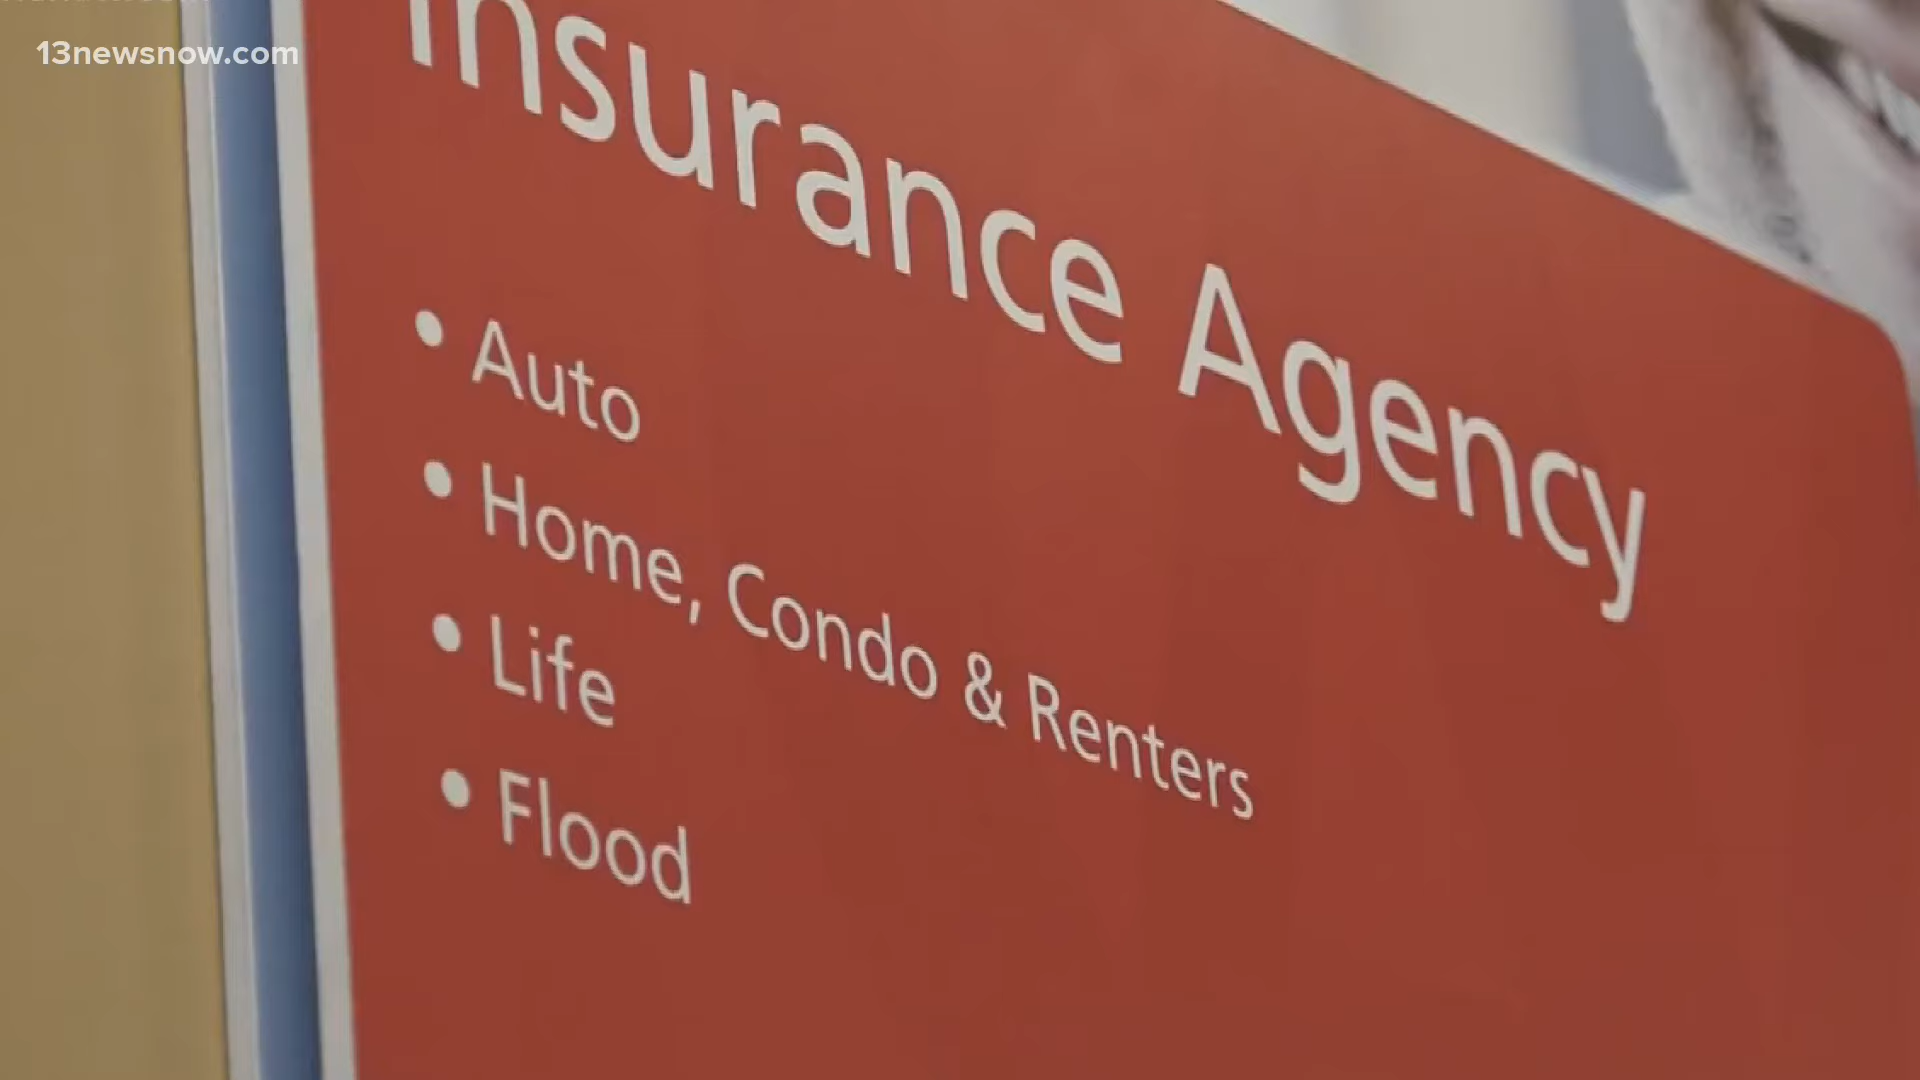 13newsnow.com
Insurance Agency
• Auto
• Home, Condo & Renters
• Life
• Flood